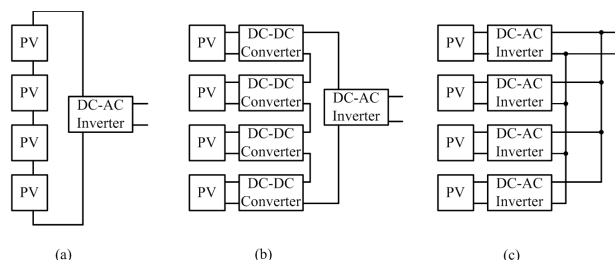 PV
PV
PV
PV
DC-AC
Inverter
(a)
PV
DC-DC
Converter
PV
DC-DC
Converter
PV
DC-DC
Converter
PV
DC-DC
Converter
DC-AC
Inverter
(b)
PV
DC-AC
Inverter
PV
DC-AC
Inverter
PV
DC-AC
Inverter
PV
DC-AC
Inverter
(c)